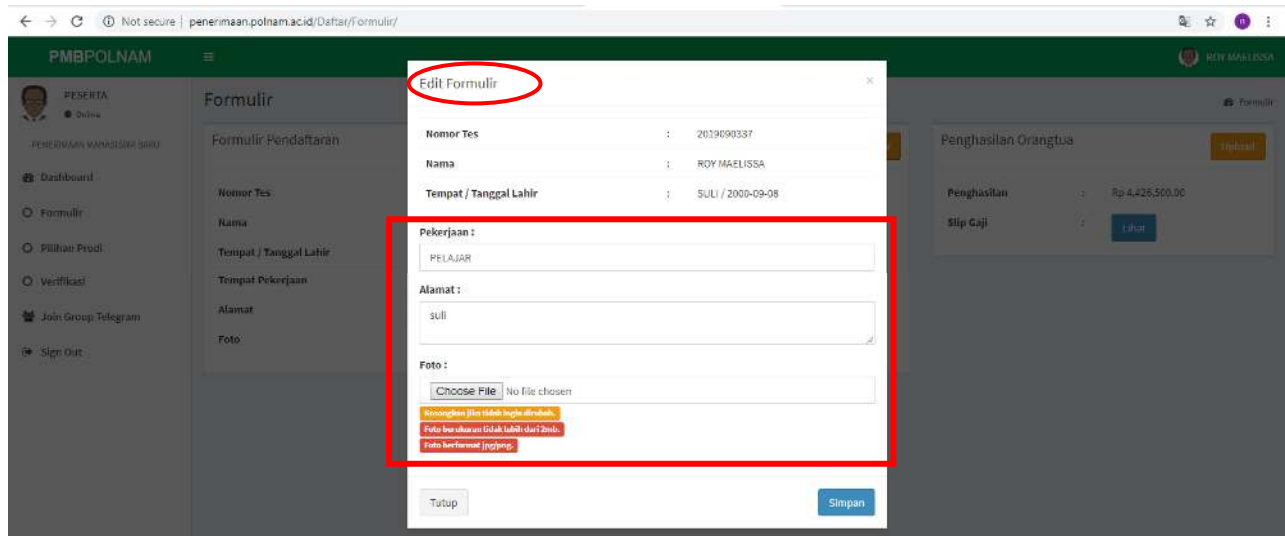 Not secure | penerimaan.polnam.ac.id/Daftar/Formulir/
PMBPOLNAM
ROY MAELISSA
PESERTA
Online
PENERIMAAN MAHASISWA BARU
Dashboard
Formulir
Pilihan Prodi
Verifikasi
Join Group Telegram
Sign Out
Formulir
Formulir
Formulir Pendaftaran
Nomor Tes
Nama
Tempat / Tanggal Lahir
Tempat Pekerjaan
Alamat
Foto
Edit Formulir
×
Nomor Tes : 2019090337
Nama : ROY MAELISSA
Tempat / Tanggal Lahir : SULI / 2000-09-08
Pekerjaan :
PELAJAR
Alamat :
suli
Foto :
Choose File No file chosen
Kosongkan jika tidak ingin dirubah.
Foto berukuran tidak lebih dari 2mb.
Foto berformat jpg/png.
Tutup
Simpan
Penghasilan Orangtua
Upload
Penghasilan : Rp 4,426,500.00
Slip Gaji : Lihat